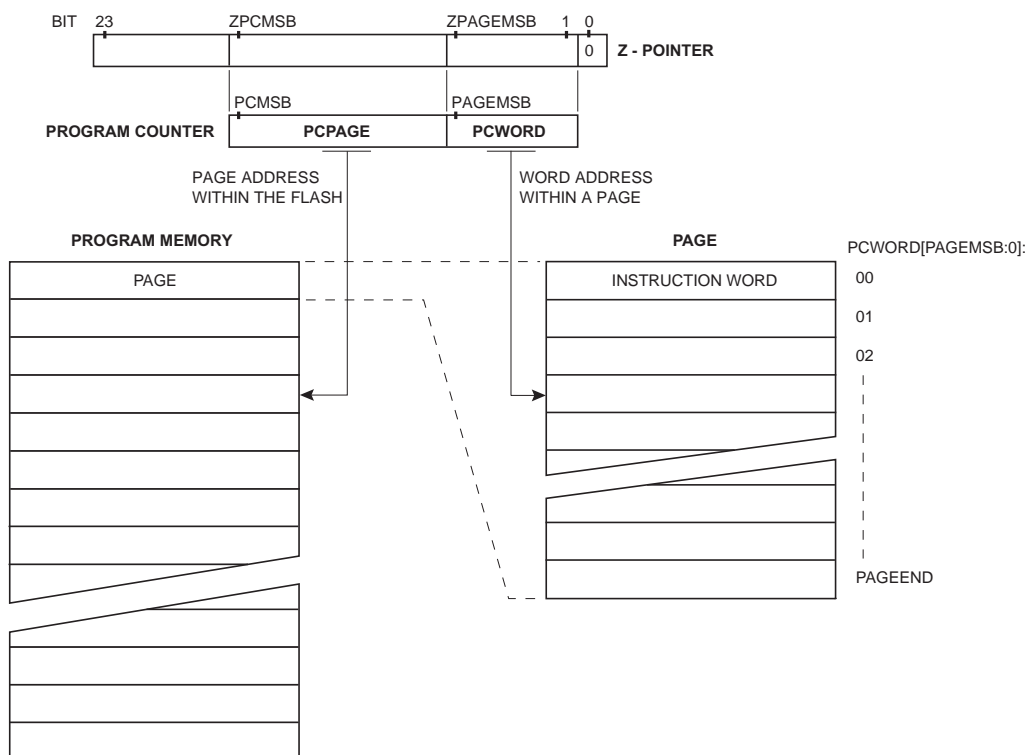 BIT 23 ZPCMSB ZPAGEMSB 1 0
0 Z - POINTER
PCMSB PAGEMSB
PROGRAM COUNTER PCPAGE PCWORD
PAGE ADDRESS
WITHIN THE FLASH
WORD ADDRESS
WITHIN A PAGE
PROGRAM MEMORY
PAGE
PAGE
PCWORD[PAGEMSB:0]:
INSTRUCTION WORD
00
01
02
PAGEEND